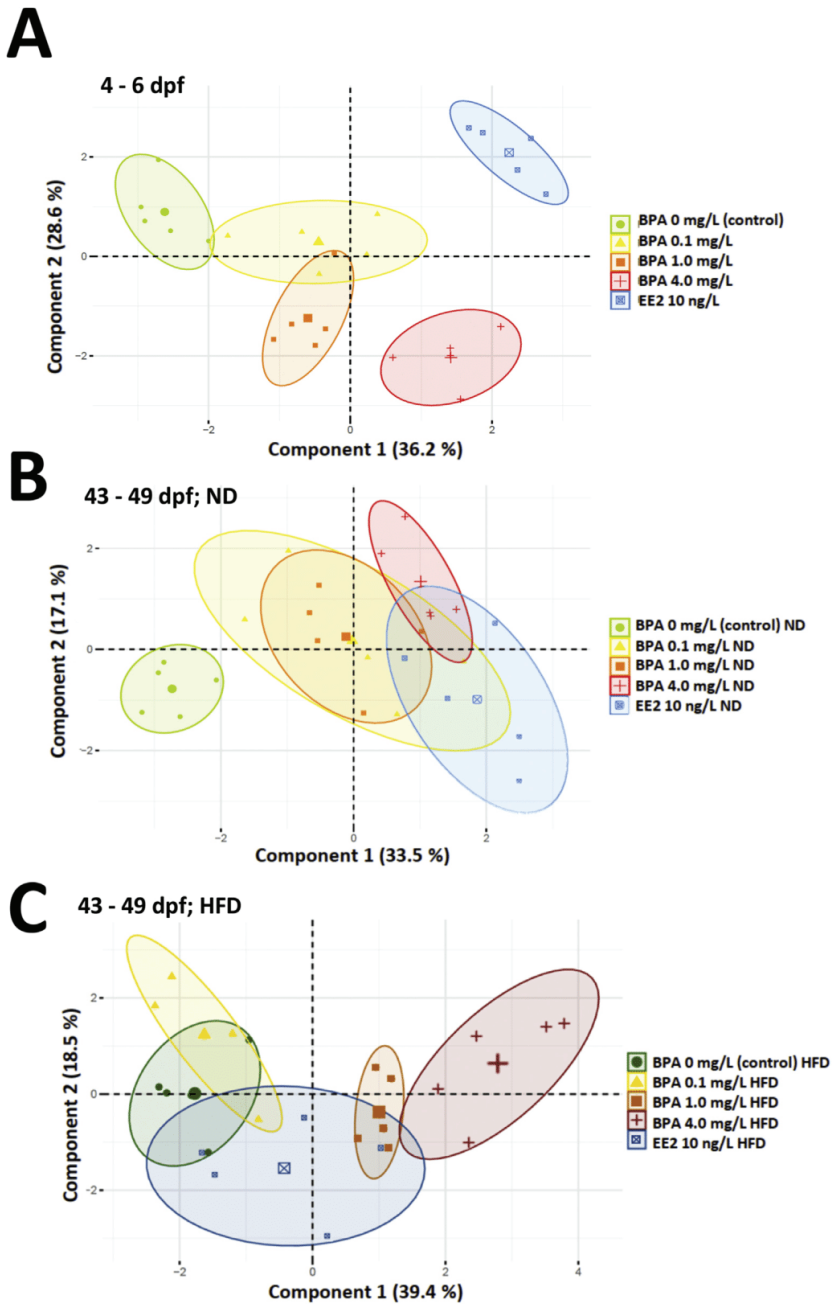 A
4 - 6 dpf
2
0
−2
−2
0
2
Component 2 (28.6 %)
Component 1 (36.2 %)
BPA 0 mg/L (control)
BPA 0.1 mg/L
BPA 1.0 mg/L
BPA 4.0 mg/L
EE2 10 ng/L
B
43 - 49 dpf; ND
2
0
−2
−2
0
2
Component 2 (17.1 %)
Component 1 (33.5 %)
BPA 0 mg/L (control) ND
BPA 0.1 mg/L ND
BPA 1.0 mg/L ND
BPA 4.0 mg/L ND
EE2 10 ng/L ND
C
43 - 49 dpf; HFD
2
0
−2
−2
0
2
4
Component 2 (18.5 %)
Component 1 (39.4 %)
BPA 0 mg/L (control) HFD
BPA 0.1 mg/L HFD
BPA 1.0 mg/L HFD
BPA 4.0 mg/L HFD
EE2 10 ng/L HFD